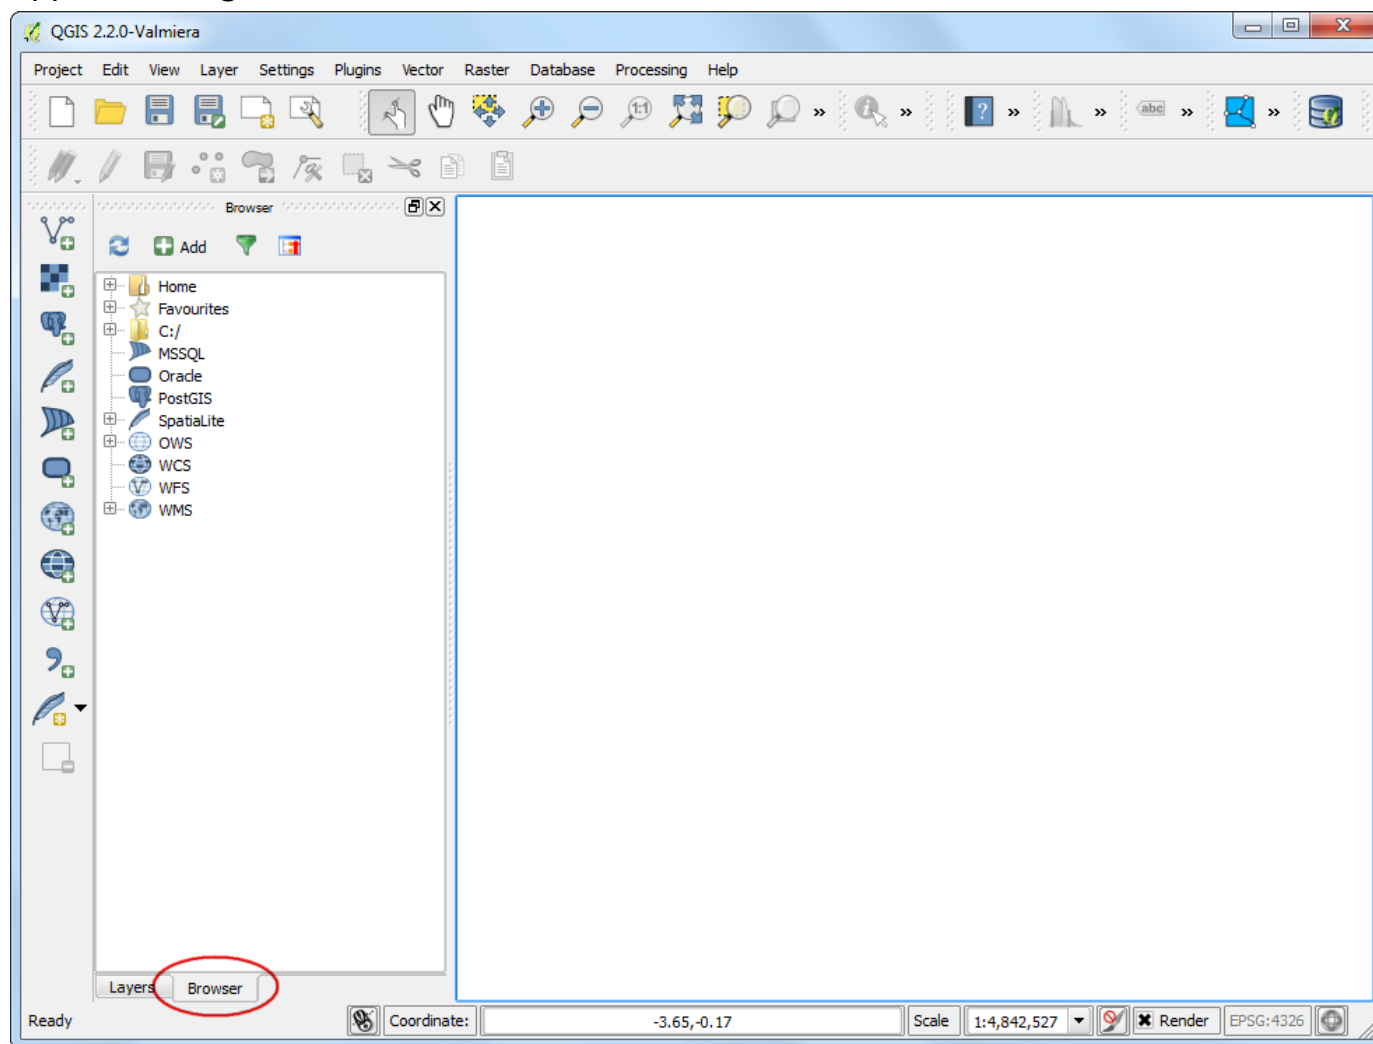 QGIS 2.2.0-Valmiera
Project Edit View Layer Settings Plugins Vector Raster Database Processing Help
1:1 » » ? » » abc » »
Browser
Add
Home
Favourites
C:/
MSSQL
Oracle
PostGIS
SpatiaLite
OWS
WCS
WFS
WMS
Layers Browser
Ready Coordinate: -3.65,-0.17 Scale 1:4,842,527 Render EPSG:4326